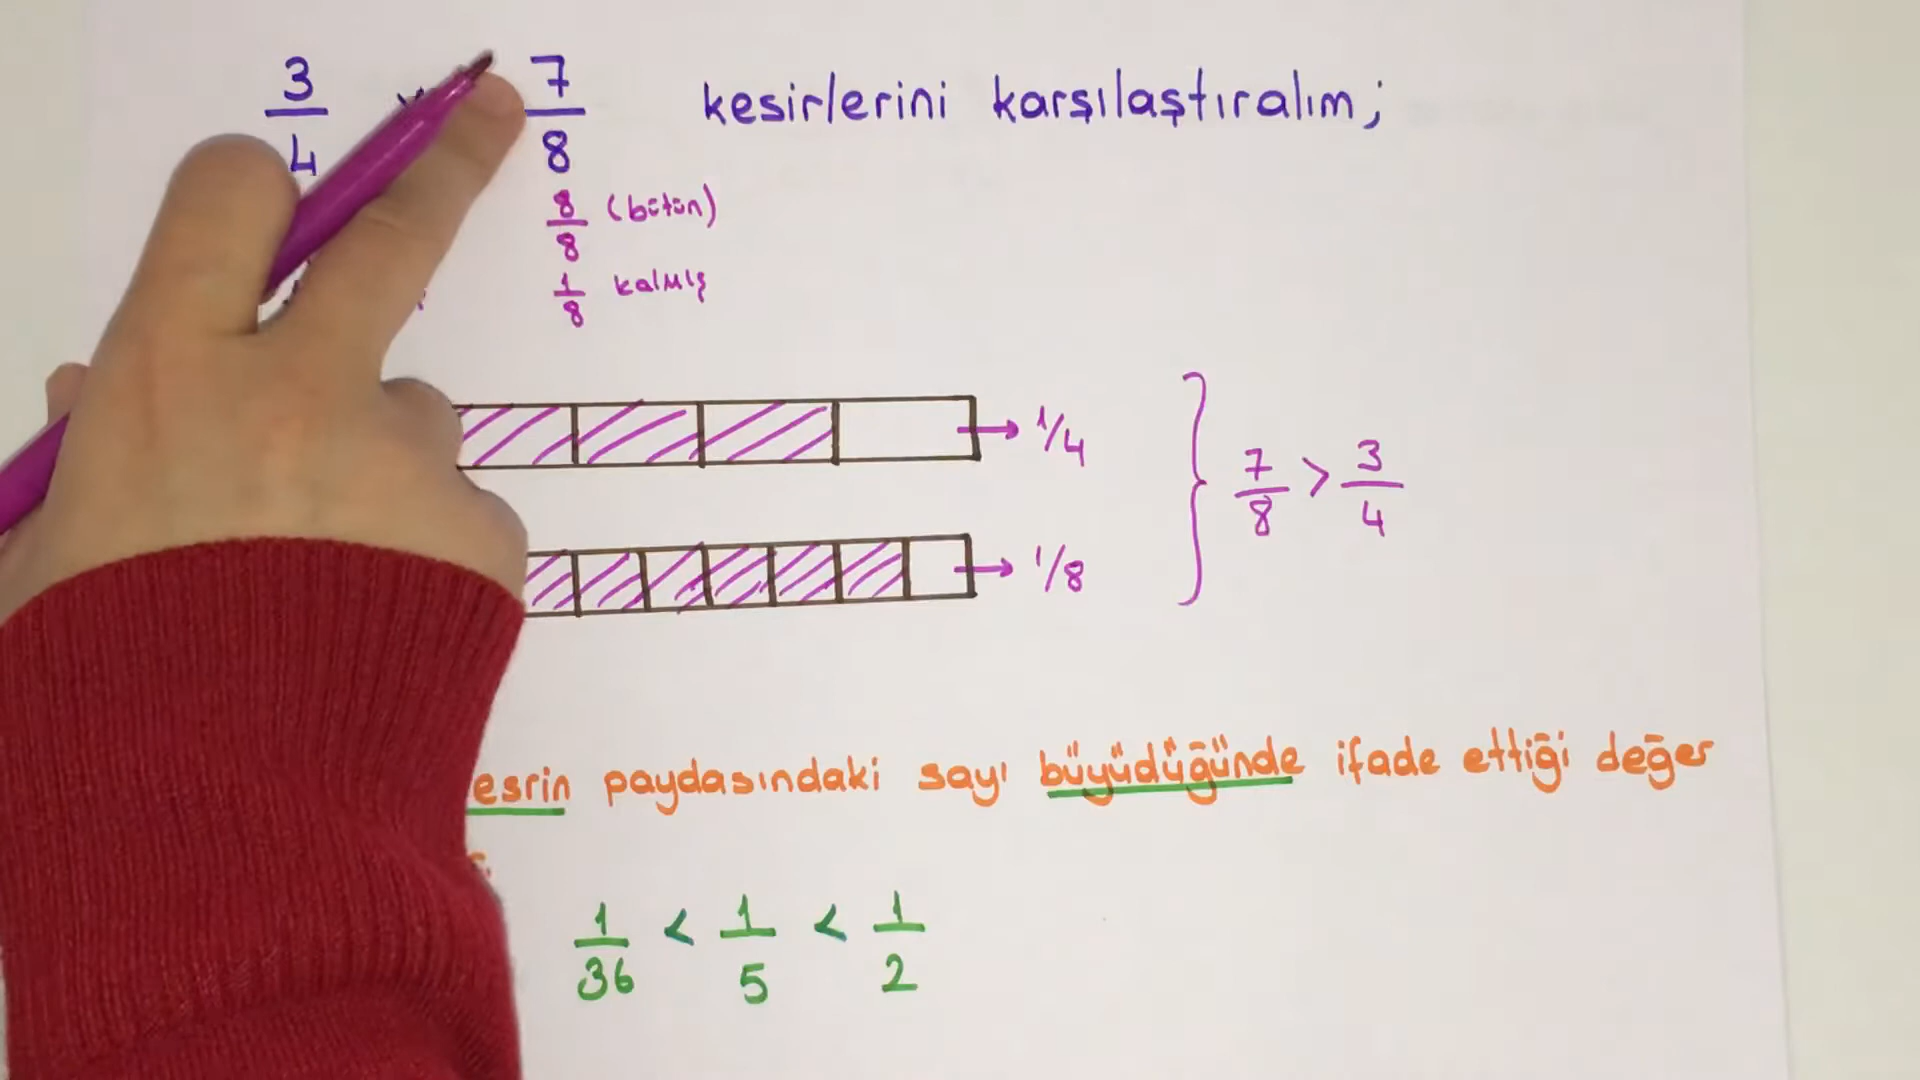 3/4 7/8 kesirlerini karşılaştıralım;
8/8 (bütün)
1/8 kalmış
1/4
7/8 > 3/4
1/8
paydasındaki sayı büyüdüğünde ifade ettiği değer
1/36 < 1/5 < 1/2